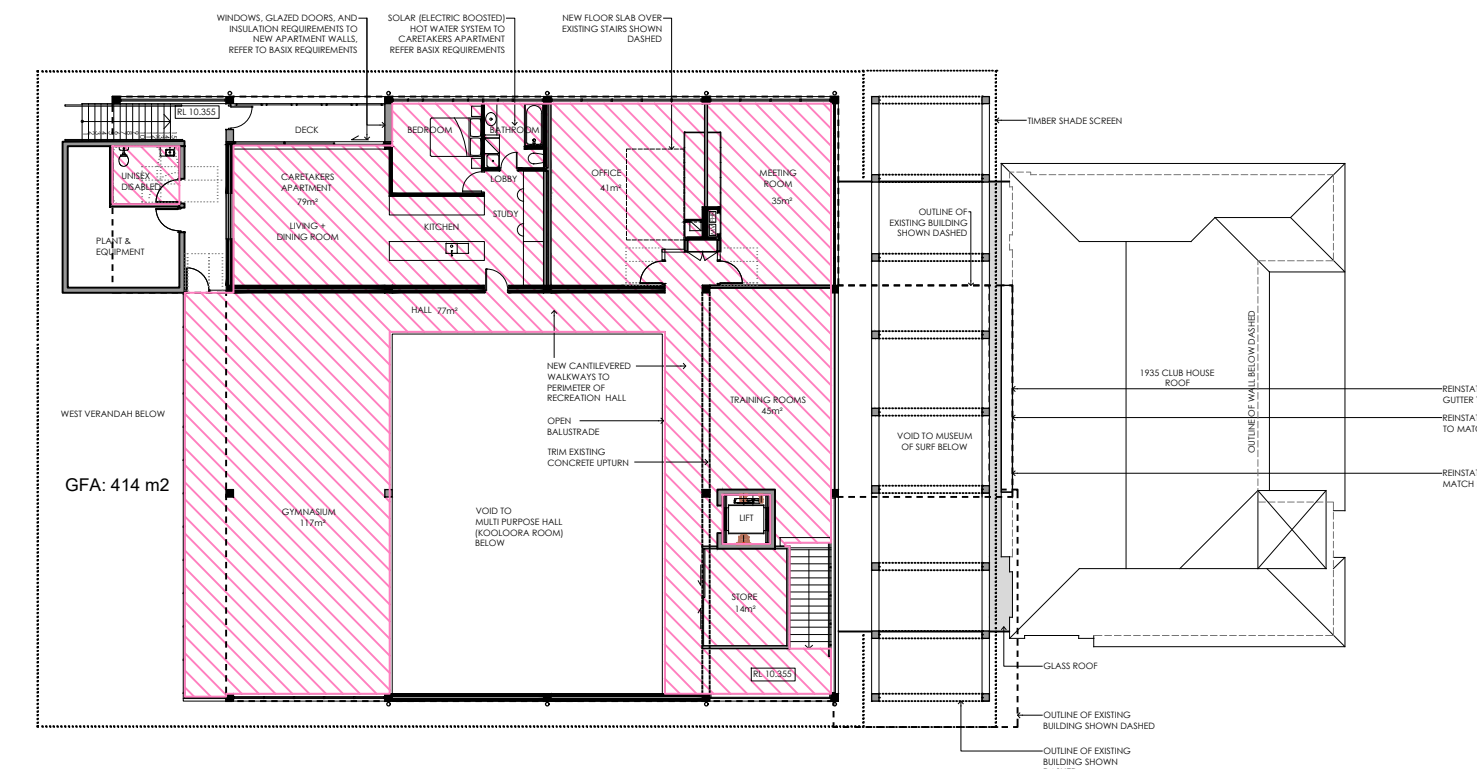 WINDOWS, GLAZED DOORS, AND
INSULATION REQUIREMENTS TO
NEW APARTMENT WALLS,
REFER TO BASIX REQUIREMENTS
SOLAR (ELECTRIC BOOSTED)
HOT WATER SYSTEM TO
CARETAKERS APARTMENT
REFER BASIX REQUIREMENTS
NEW FLOOR SLAB OVER
EXISTING STAIRS SHOWN
DASHED
RL 10.355
DECK
BEDROOM
BATHROOM
TIMBER SHADE SCREEN
UNISEX
DISABLED
CARETAKERS
APARTMENT
79m²
LIVING +
DINING ROOM
LOBBY
STUDY
KITCHEN
OFFICE
41m²
MEETING
ROOM
35m²
OUTLINE OF
EXISTING BUILDING
SHOWN DASHED
PLANT &
EQUIPMENT
HALL 77m²
NEW CANTILEVERED
WALKWAYS TO
PERIMETER OF
RECREATION HALL
OPEN
BALUSTRADE
TRIM EXISTING
CONCRETE UPTURN
TRAINING ROOMS
45m²
1935 CLUB HOUSE
ROOF
OUTLINE OF WALL BELOW DASHED
REINSTA
GUTTER
REINSTA
TO MATC
REINSTA
MATCH
WEST VERANDAH BELOW
VOID TO MUSEUM
OF SURF BELOW
GFA: 414 m2
GYMNASIUM
117m²
VOID TO
MULTI PURPOSE HALL
(KOOLOORA ROOM)
BELOW
LIFT
STORE
14m²
RL 10.355
GLASS ROOF
OUTLINE OF EXISTING
BUILDING SHOWN DASHED
OUTLINE OF EXISTING
BUILDING SHOWN